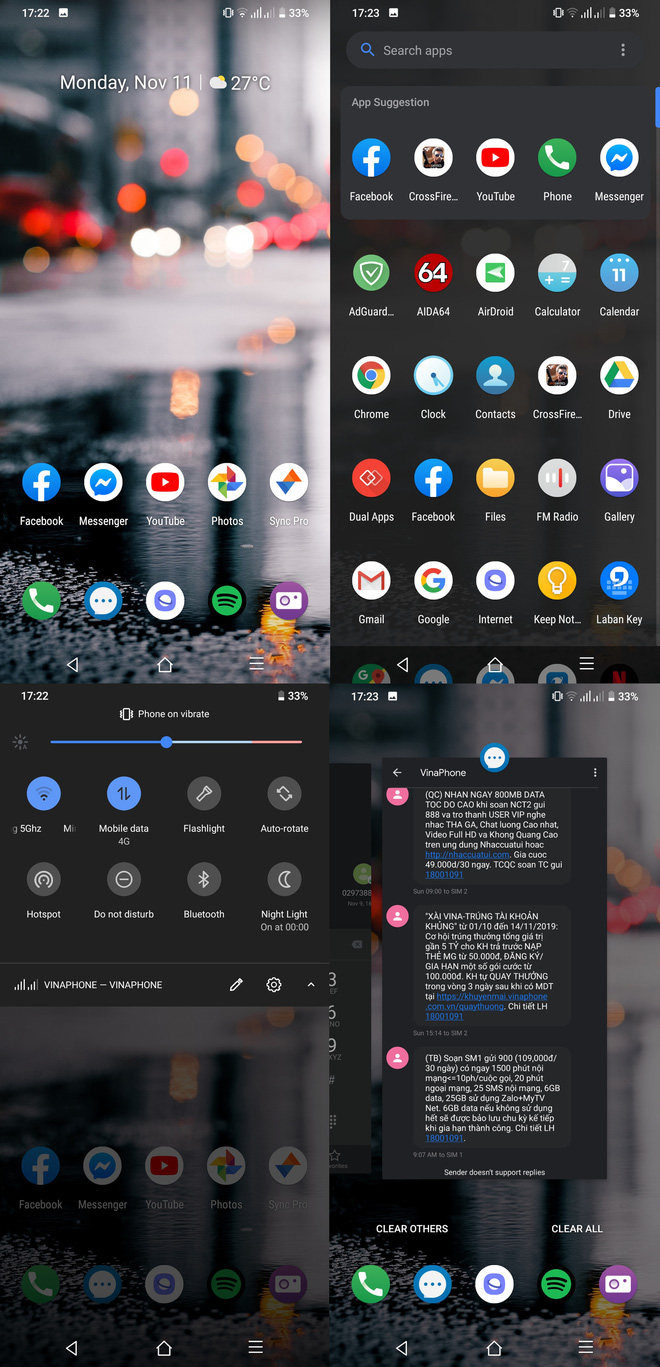 17:22
33%
Monday, Nov 11 | 27°C
Facebook
Messenger
YouTube
Photos
Sync Pro
17:23
33%
Search apps
App Suggestion
Facebook
CrossFire...
YouTube
Phone
Messenger
64
7
11
AdGuard...
AIDA64
AirDroid
Calculator
Calendar
Chrome
Clock
Contacts
CrossFire...
Drive
Dual Apps
Facebook
Files
FM Radio
Gallery
Gmail
Google
Internet
Keep Not...
Laban Key
17:22
33%
Phone on vibrate
g 5Ghz
Mi
Mobile data
4G
Flashlight
Auto-rotate
Hotspot
Do not disturb
Bluetooth
Night Light
On at 00:00
VINAPHONE — VINAPHONE
Facebook
Messenger
YouTube
Photos
Sync Pro
17:23
33%
0297388
Nov 9, 16
3
EF
6
NO
9
XYZ
#
vorites
VinaPhone
(QC) NHAN NGAY 800MB DATA
TOC DO CAO khi soan NCT2 gui
888 va tro thanh USER VIP nghe
nhac THA GA, Chat luong Cao nhat,
Video Full HD va Khong Quang Cao
tren ung dung Nhaccuatui hoac
http://nhaccuatui.com. Gia cuoc
49.000d/30 ngay. TCQC soan TC gui
18001091
Sun 09:00 to SIM 2
"XÀI VINA-TRÚNG TÀI KHOẢN
KHỦNG" từ 01/10 đến 14/11/2019:
Cơ hội trúng thưởng tổng giá trị
gần 5 TỶ cho KH trả trước NẠP
THẺ MG từ 50.000đ, ĐĂNG KÝ/
GIA HẠN một số gói cước từ
100.000đ. KH tự QUAY THƯỞNG
trong vòng 3 ngày sau khi có MDT
tại https://khuyenmai.vinaphone
.com.vn/quaythuong. Chi tiết LH
18001091
Sun 15:14 to SIM 2
(TB) Soạn SM1 gửi 900 (109,000đ/
30 ngày) có ngay 1500 phút nội
mạng<=10ph/cuộc gọi, 20 phút
ngoại mạng, 25 SMS nội mạng, 6GB
data, 25GB sử dụng Zalo+MyTV
Net. 6GB data nếu không sử dụng
hết sẽ được bảo lưu chu kỳ kế tiếp
khi gia hạn thành công. Chi tiết LH
18001091.
9:07 AM to SIM 1
Sender doesn't support replies
CLEAR OTHERS
CLEAR ALL